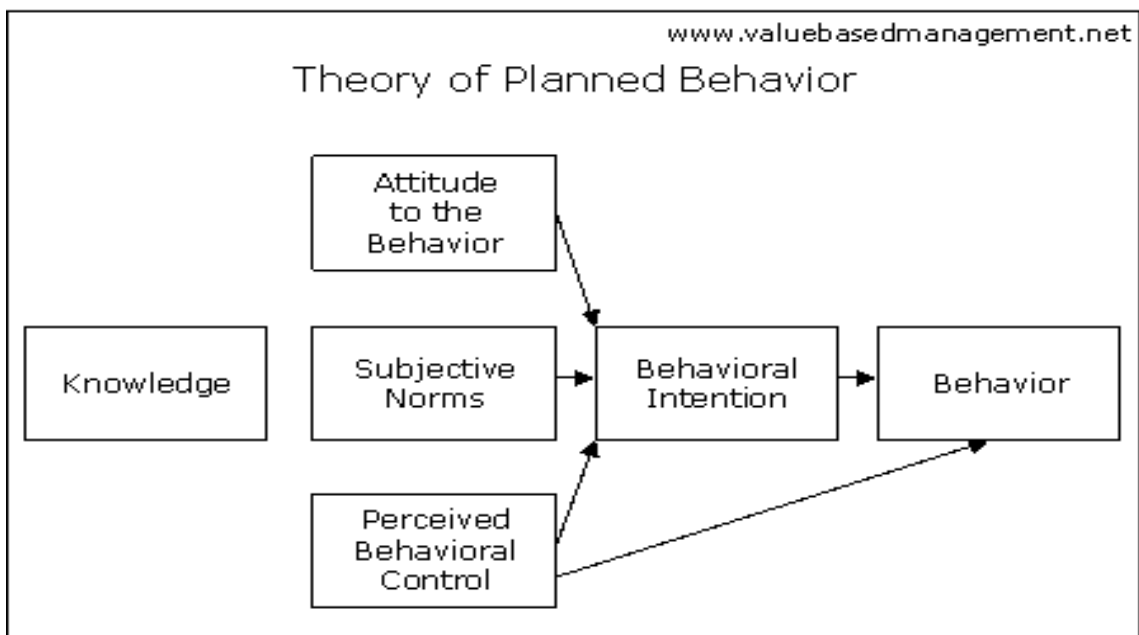 www.valuebasedmanagement.net
Theory of Planned Behavior
Attitude
to the
Behavior
Knowledge
Subjective
Norms
Behavioral
Intention
Behavior
Perceived
Behavioral
Control